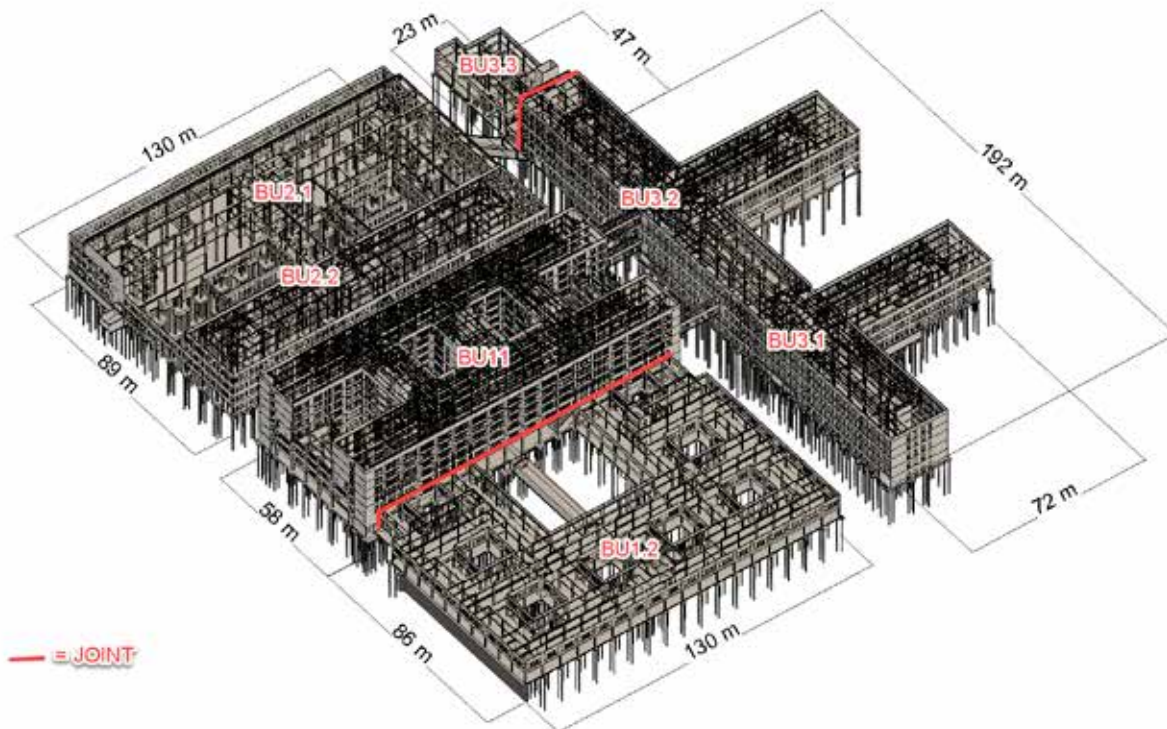 23 m
47 m
BU3.3
130 m
192 m
BU2.1
BU3.2
BU2.2
BU3.1
BU11
89 m
72 m
58 m
BU1.2
86 m
130 m
= JOINT